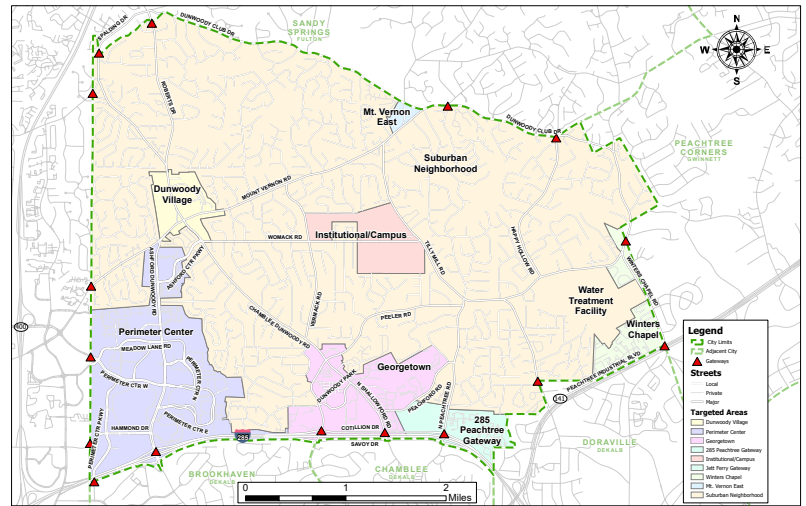 SPALDING DR
DUNWOODY CLUB DR
SANDY
SPRINGS
FULTON
N
W
E
S
ROBERTS DR
Mt. Vernon
East
DUNWOODY CLUB DR
PEACHTREE
CORNERS
GWINNETT
Suburban
Neighborhood
Dunwoody
Village
MOUNT VERNON RD
WOMACK RD
Institutional/Campus
TILLY MILL RD
HAPPY HOLLOW RD
ASHFORD DUNWOODY RD
ASHFORD CTR PKWY
WINTERS CHAPEL RD
Water
Treatment
Facility
VERMACK RD
CHAMBLEE DUNWOODY RD
PEELER RD
Winters
Chapel
400
Perimeter Center
MEADOW LANE RD
PERIMETER CTR N
PERIMETER CTR W
Georgetown
DUNWOODY PARK
N SHALLOWFORD RD
PEACHFORD RD
N PEACHTREE RD
PEACHTREE INDUSTRIAL BLVD
141
PERIMETER CTR PKWY
HAMMOND DR
PERIMETER CTR E
285
COTILLION DR
SAVOY DR
285
Peachtree
Gateway
DORAVILLE
DEKALB
BROOKHAVEN
DEKALB
CHAMBLEE
DEKALB
0 1 2
Miles
Legend
City Limits
Adjacent City
Gateways
Streets
Local
Private
Major
Targeted Areas
Dunwoody Village
Perimeter Center
Georgetown
285 Peachtree Gateway
Institutional/Campus
Jett Ferry Gateway
Winters Chapel
Mt. Vernon East
Suburban Neighborhood